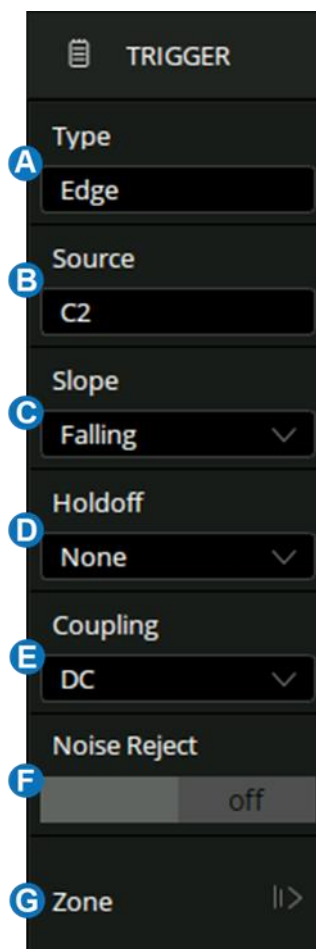 TRIGGER
Type
A
Edge
Source
B
C2
Slope
C
Falling
Holdoff
D
None
Coupling
E
DC
Noise Reject
F
off
G Zone